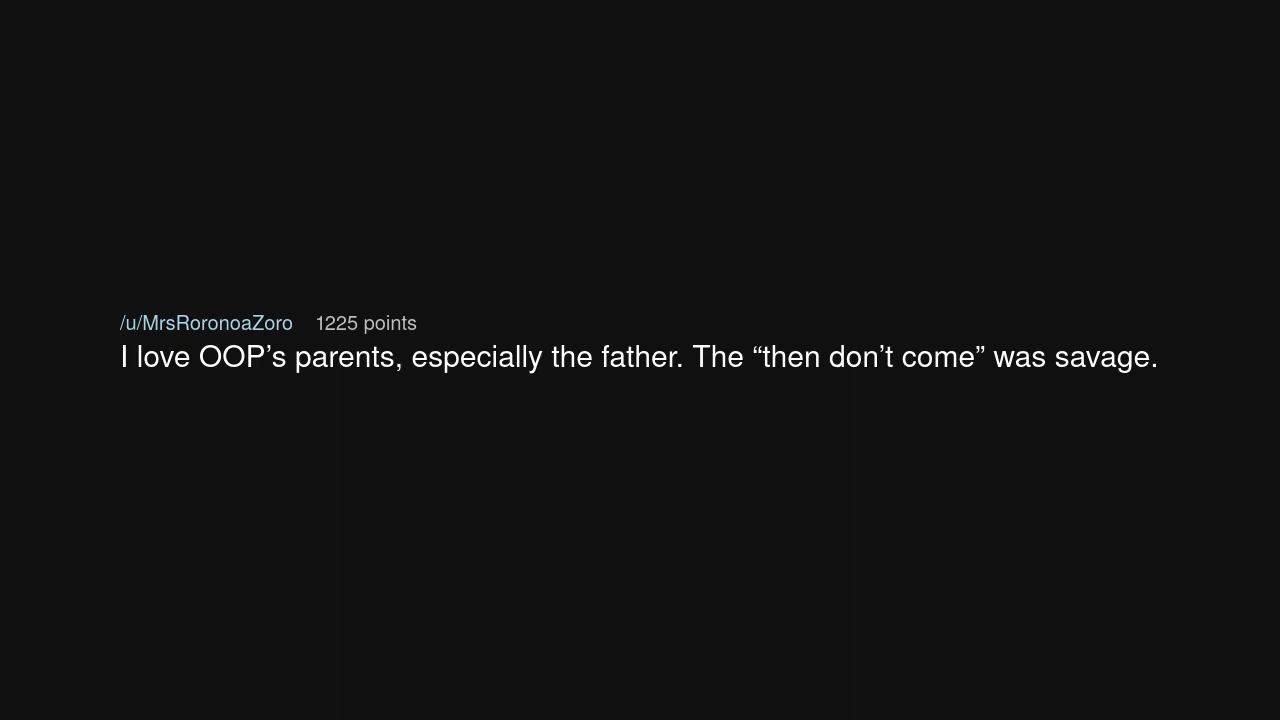 /u/MrsRoronoaZoro 1225 points
I love OOP’s parents, especially the father. The “then don’t come” was savage.